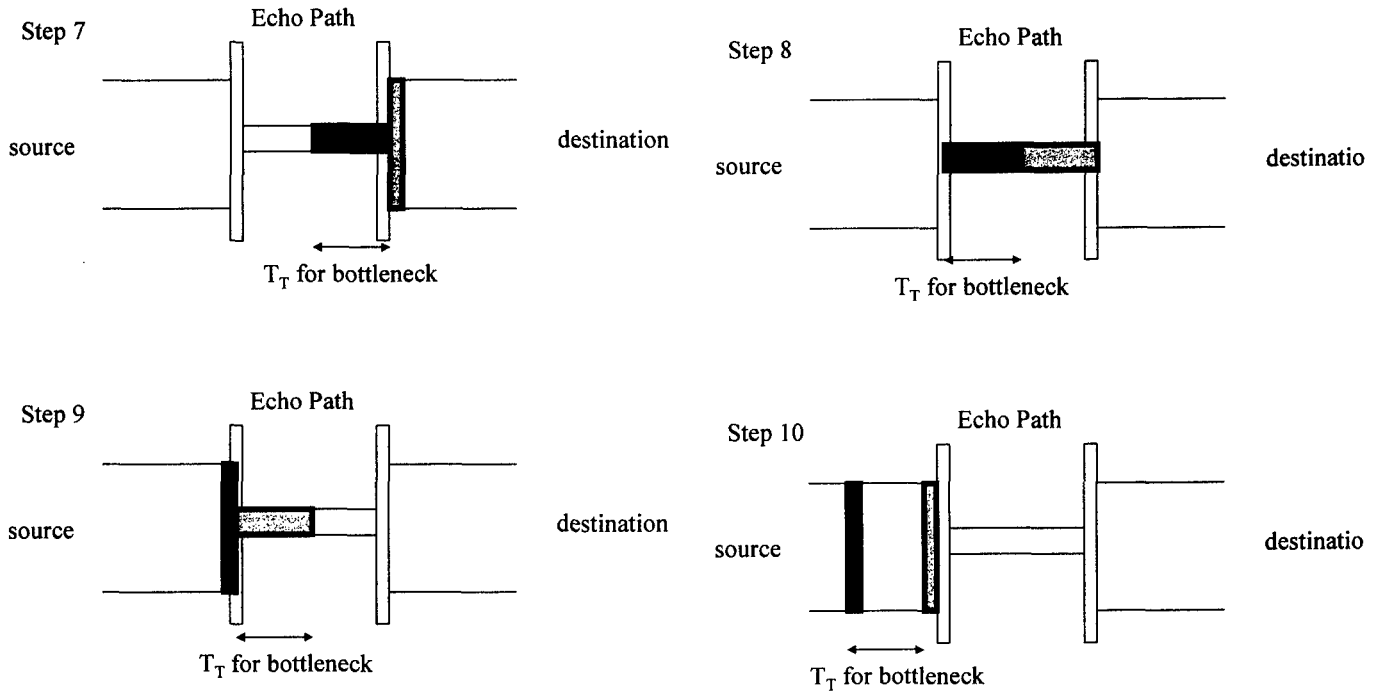 Step 7
Echo Path
source
destination
T_T for bottleneck
Step 8
Echo Path
source
destinatio
T_T for bottleneck
Step 9
Echo Path
source
destination
T_T for bottleneck
Step 10
Echo Path
source
destinatio
T_T for bottleneck